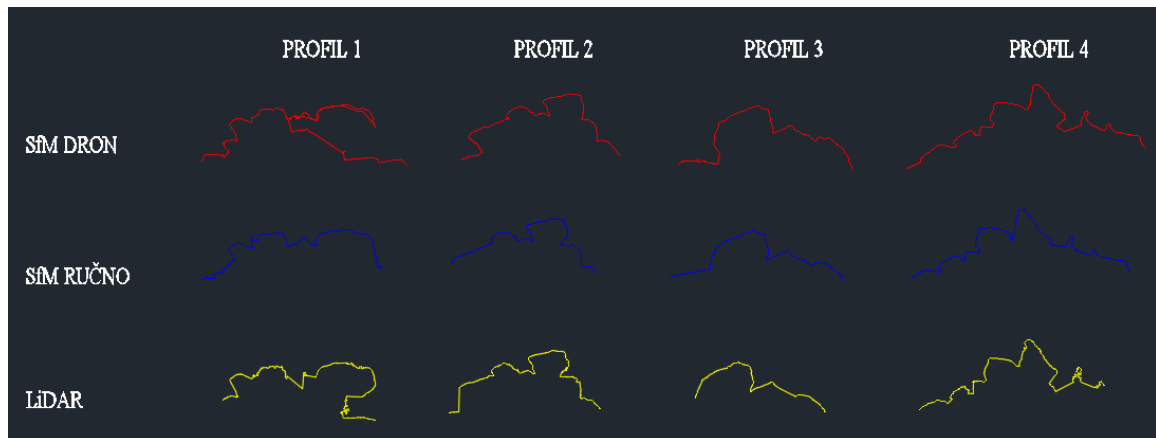 PROFIL 1 PROFIL 2 PROFIL 3 PROFIL 4
SfM DRON
SfM RUČNO
LiDAR